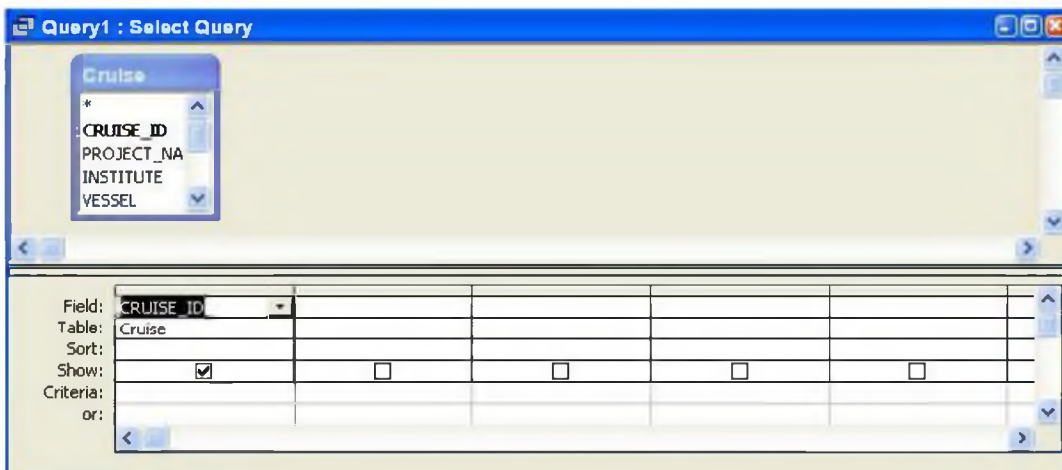 Query1 : Select Query
Cruise
*
CRUISE_ID
PROJECT_NA
INSTITUTE
VESSEL
Field: CRUISE_ID
Table: Cruise
Sort:
Show:
Criteria:
or: